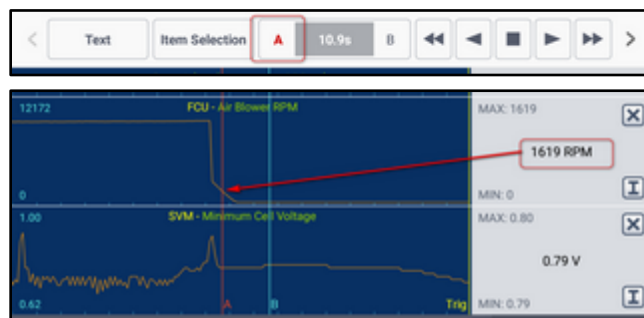 Text Item Selection A 10.9s B
12172 FCU - Air Blower RPM MAX: 1619
1619 RPM
0 MIN: 0
1.00 SVM - Minimum Cell Voltage MAX: 0.80
0.79 V
0.62 A B Trig MIN: 0.79